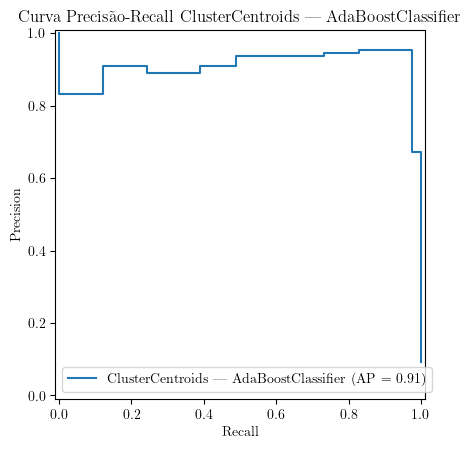 Curva Precisão-Recall ClusterCentroids — AdaBoostClassifier
1.0
0.8
0.6
0.4
0.2
0.0
Precision
ClusterCentroids — AdaBoostClassifier (AP = 0.91)
0.0 0.2 0.4 0.6 0.8 1.0
Recall